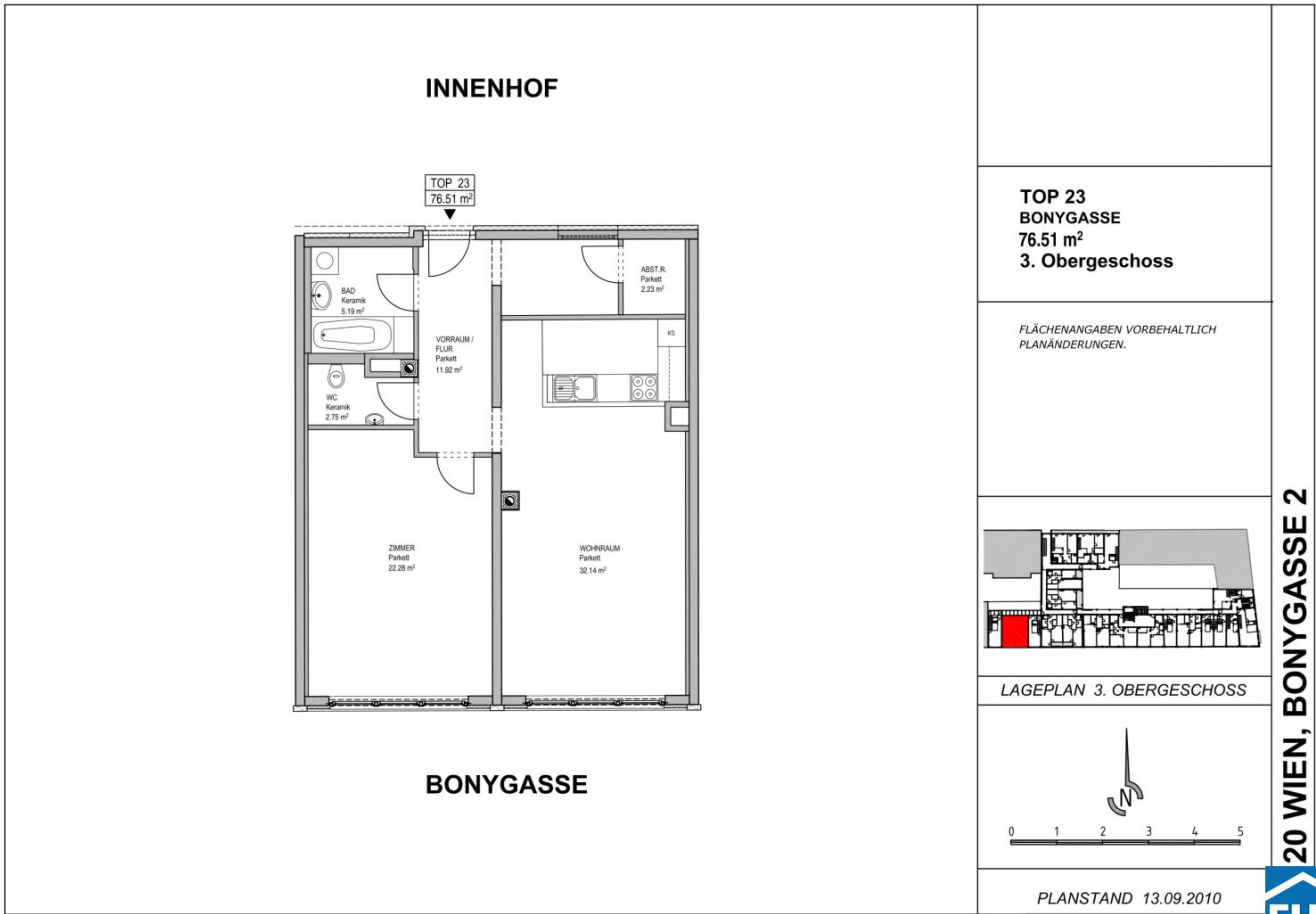 INNENHOF
TOP 23
76.51 m²
BAD
Keramik
5.19 m²
VORRAUM /
FLUR
Parkett
11.92 m²
ABST.R.
Parkett
2.23 m²
KS
WC
Keramik
2.75 m²
ZIMMER
Parkett
22.28 m²
WOHNRAUM
Parkett
32.14 m²
BONYGASSE
TOP 23
BONYGASSE
76.51 m²
3. Obergeschoss
FLÄCHENANGABEN VORBEHALTLICH
PLANÄNDERUNGEN.
LAGEPLAN 3. OBERGESCHOSS
N
0 1 2 3 4 5
PLANSTAND 13.09.2010
20 WIEN, BONYGASSE 2